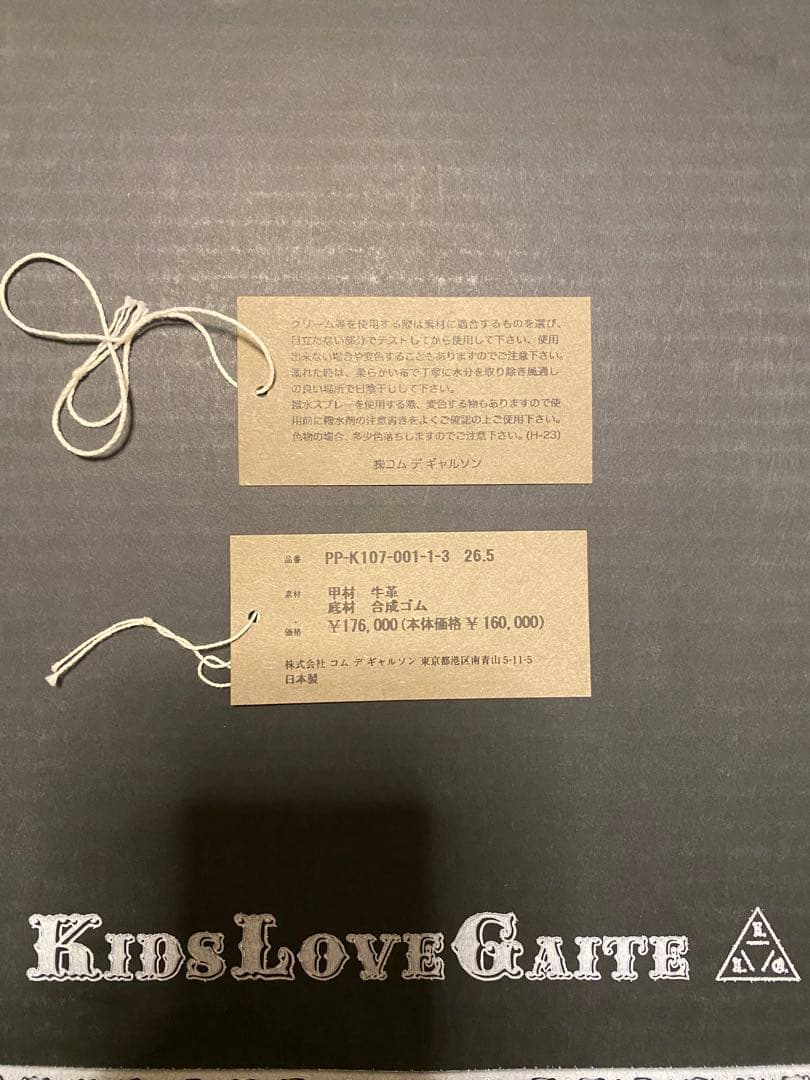 クリーム等を使用する際は素材に適合するものを選び、
目立たない部分でテストしてから使用して下さい、使用
出来ない場合や変色することもありますのでご注意下さい。
濡れた時は、柔らかい布で丁寧に水分を取り除き風通し
の良い場所で日陰干しして下さい。
撥水スプレーを使用する際、変色する物もありますので使
用前に撥水剤の注意書きをよくご確認の上ご使用下さい。
色物の場合、多少色落ちしますのでご注意下さい。(H-23)
㈱コム デ ギャルソン
品番 PP-K107-001-1-3 26.5
素材 甲材 牛革
底材 合成ゴム
価格 ¥176,000(本体価格 ¥160,000)
株式会社 コム デ ギャルソン 東京都港区南青山5-11-5
日本製
KIDSLOVEGAITE K. L. G.